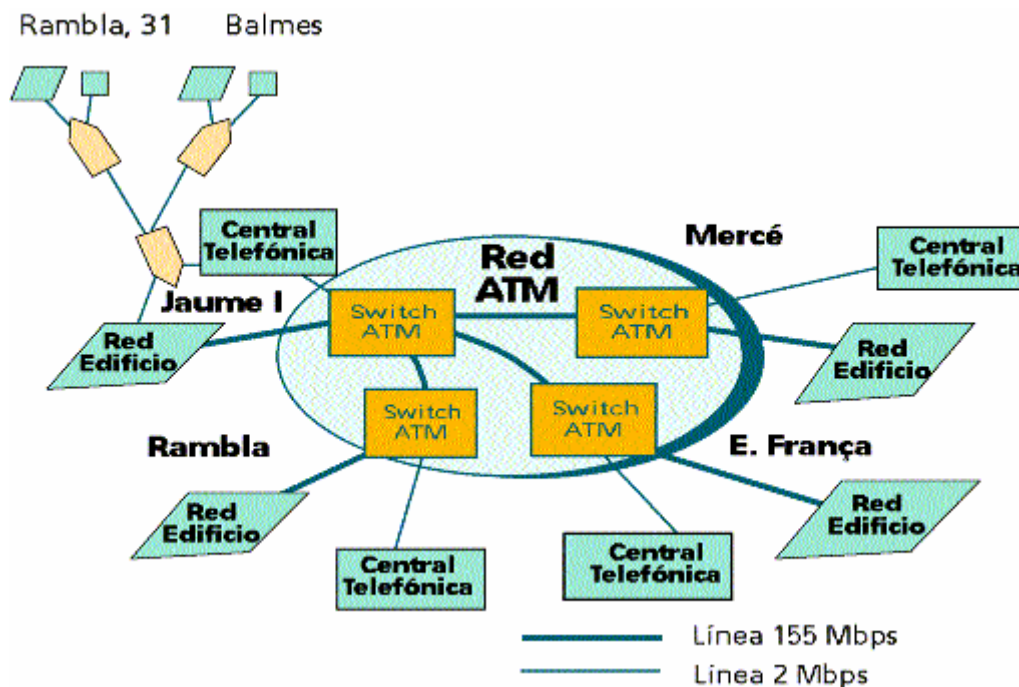 Rambla, 31 Balmes
Central
Telefónica
Jaume I
Red
Edificio
Red
ATM
Mercé
Central
Telefónica
Switch
ATM
Switch
ATM
Red
Edificio
Switch
ATM
Switch
ATM
Rambla
E. França
Red
Edificio
Central
Telefónica
Central
Telefónica
Red
Edificio
Línea 155 Mbps
Línea 2 Mbps